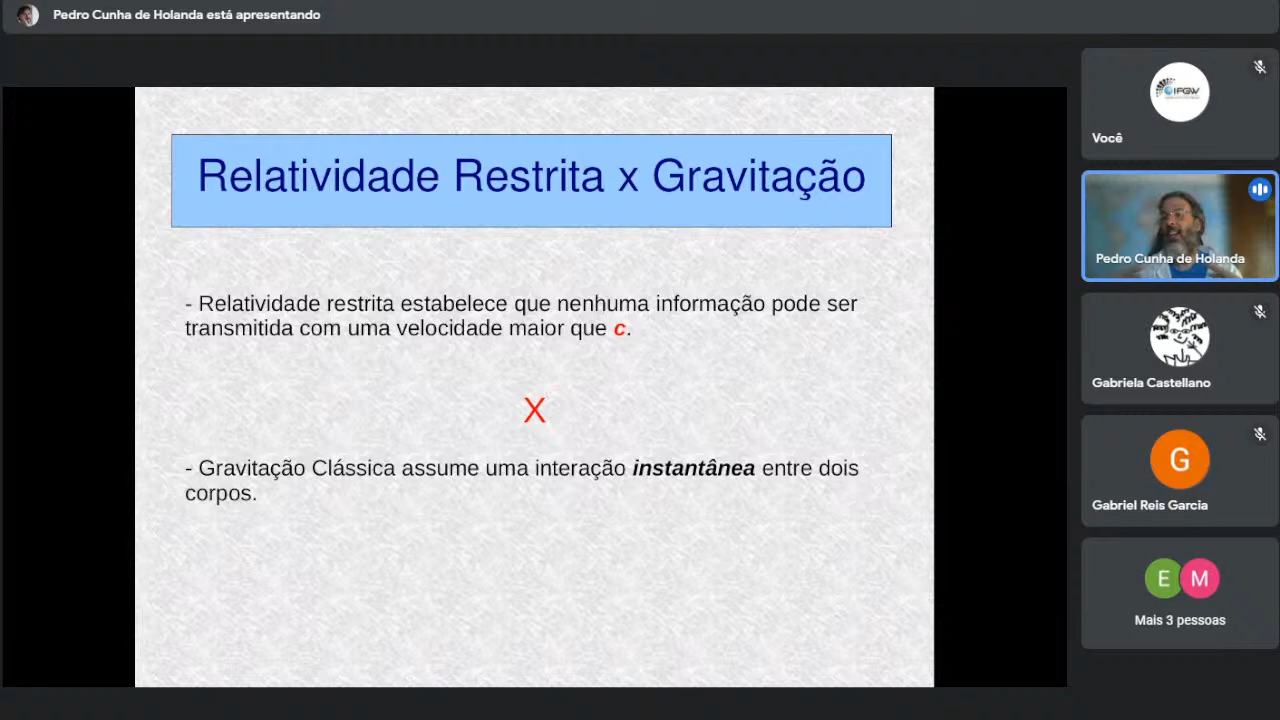 Pedro Cunha de Holanda está apresentando
Relatividade Restrita x Gravitação
- Relatividade restrita estabelece que nenhuma informação pode ser
transmitida com uma velocidade maior que c.
X
- Gravitação Clássica assume uma interação instantânea entre dois
corpos.
IFGW
Você
Pedro Cunha de Holanda
Gabriela Castellano
G
Gabriel Reis Garcia
E M
Mais 3 pessoas